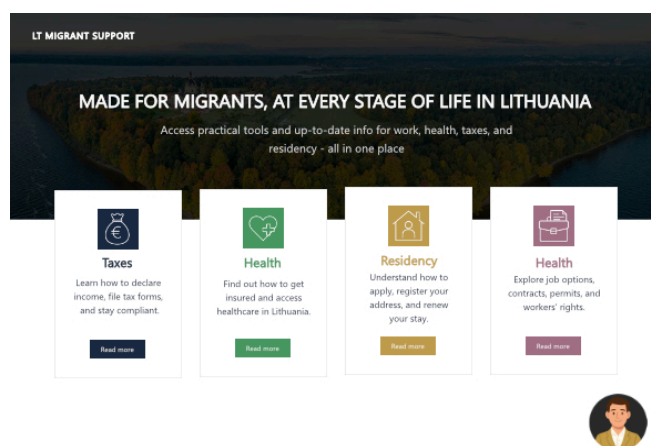 LT MIGRANT SUPPORT
MADE FOR MIGRANTS, AT EVERY STAGE OF LIFE IN LITHUANIA
Access practical tools and up-to-date info for work, health, taxes, and
residency - all in one place
Taxes
Learn how to declare
income, file tax forms,
and stay compliant.
Read more
Health
Find out how to get
insured and access
healthcare in Lithuania.
Read more
Residency
Understand how to
apply, register your
address, and renew
your stay.
Read more
Health
Explore job options,
contracts, permits, and
workers' rights.
Read more